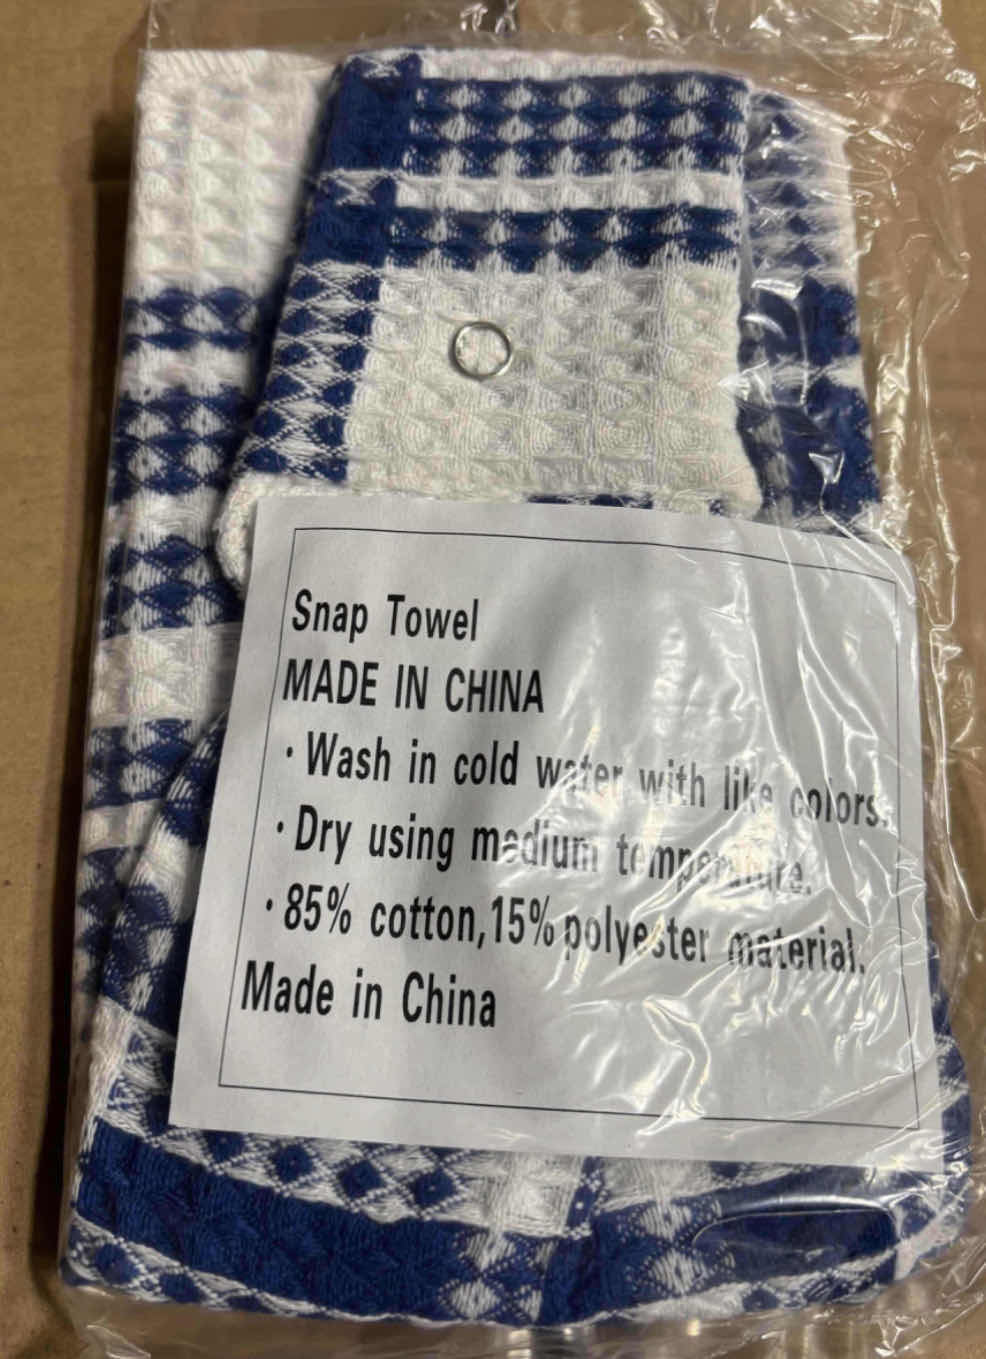 Snap Towel
MADE IN CHINA
·Wash in cold water with like colors.
·Dry using medium temperature.
·85% cotton,15% polyester material.
Made in China